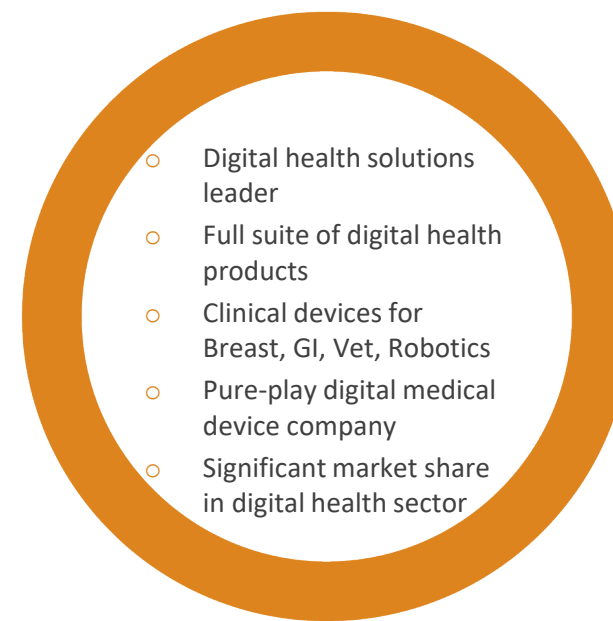 ○ Digital health solutions
leader
○ Full suite of digital health
products
○ Clinical devices for
Breast, GI, Vet, Robotics
○ Pure-play digital medical
device company
○ Significant market share
in digital health sector